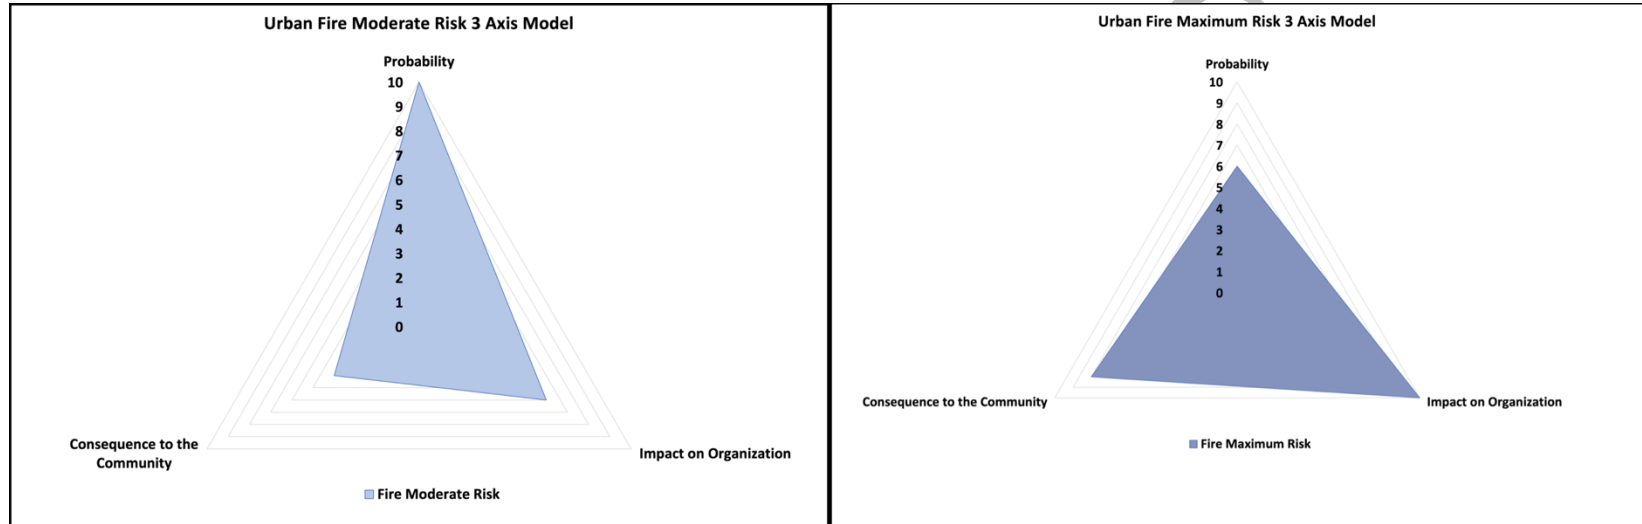 Urban Fire Moderate Risk 3 Axis Model
Probability
10
9
8
7
6
5
4
3
2
1
0
Consequence to the
Community
Impact on Organization
Fire Moderate Risk
Urban Fire Maximum Risk 3 Axis Model
Probability
10
9
8
7
6
5
4
3
2
1
0
Consequence to the Community
Impact on Organization
Fire Maximum Risk